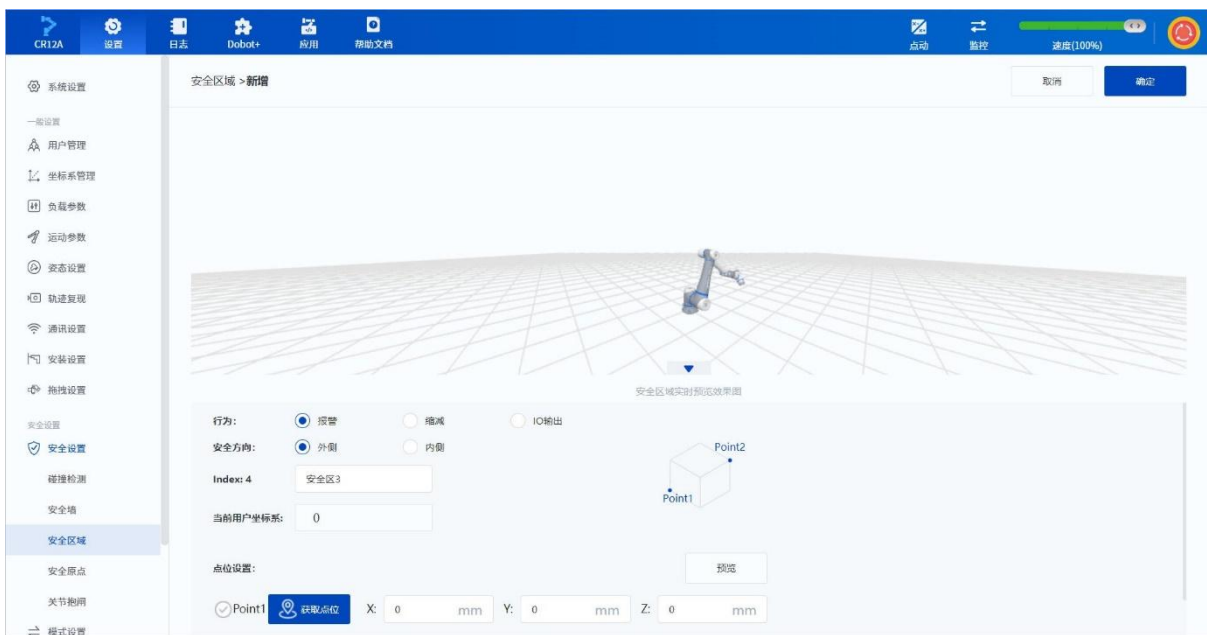 CR12A 设置 日志 Dobot+ 应用 帮助文档 点动 监控 速度(100%)
系统设置
安全区域 >新增
取消 确定
一般设置
用户管理
坐标系管理
负载参数
运动参数
姿态设置
轨迹复现
通讯设置
安装设置
拖拽设置
安全区域实时预览效果图
安全设置
安全设置
碰撞检测
安全墙
安全区域
安全原点
关节抱闸
模式设置
行为: 报警 缩减 IO输出
安全方向: 外侧 内侧
Point2
Point1
Index: 4 安全区3
当前用户坐标系: 0
点位设置:
预览
Point1 获取点位 X: 0 mm Y: 0 mm Z: 0 mm